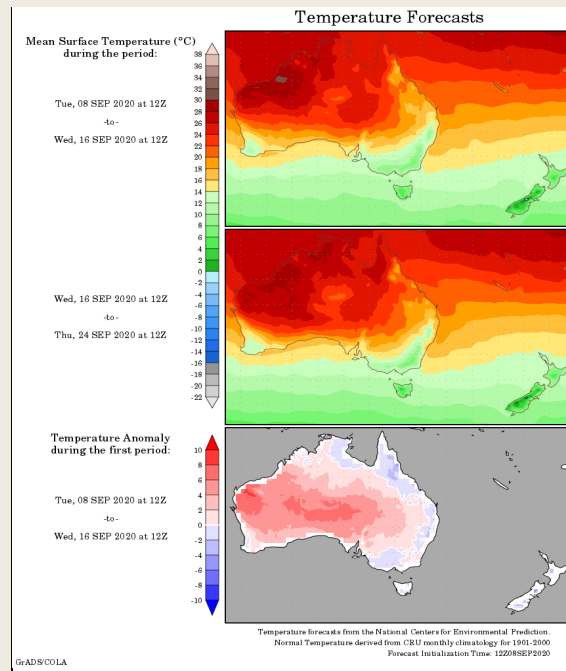 Temperature Forecasts
Mean Surface Temperature (°C)
during the period:
Tue, 08 SEP 2020 at 12Z
-to-
Wed, 16 SEP 2020 at 12Z
38
36
34
32
30
28
26
24
22
20
18
16
14
12
10
8
6
4
2
0
-2
-4
-6
-8
-10
-12
-14
-16
-18
-20
-22
Wed, 16 SEP 2020 at 12Z
-to-
Thu, 24 SEP 2020 at 12Z
Temperature Anomaly
during the first period:
Tue, 08 SEP 2020 at 12Z
-to-
Wed, 16 SEP 2020 at 12Z
10
8
6
4
2
0
-2
-4
-6
-8
-10
Temperature forecasts from the National Centers for Environmental Prediction.
Normal Temperature derived from CRU monthly climatology for 1901-2000
Forecast Initialization Time: 12Z08SEP2020
GrADS/COLA